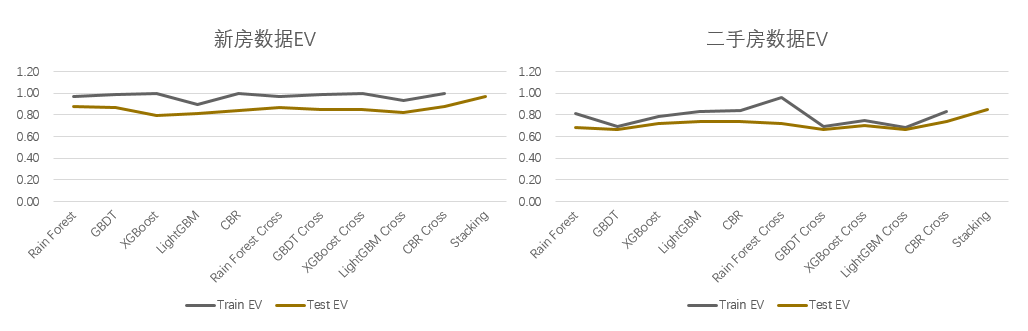 新房数据EV
1.20
1.00
0.80
0.60
0.40
0.20
0.00
Rain Forest
GBDT
XGBoost
LightGBM
CBR
Rain Forest Cross
GBDT Cross
XGBoost Cross
LightGBM Cross
CBR Cross
Stacking
Train EV
Test EV
二手房数据EV
1.20
1.00
0.80
0.60
0.40
0.20
0.00
Rain Forest
GBDT
XGBoost
LightGBM
CBR
Rain Forest Cross
GBDT Cross
XGBoost Cross
LightGBM Cross
CBR Cross
Stacking
Train EV
Test EV